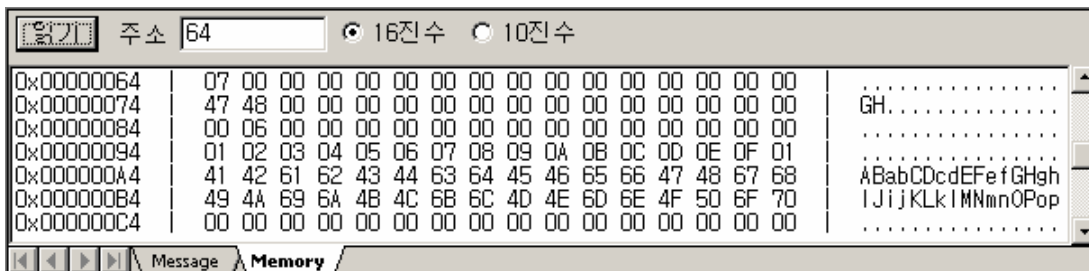 읽기 주소 64 16진수 10진수
0x00000064 | 07 00 00 00 00 00 00 00 00 00 00 00 00 00 00 00 | ................
0x00000074 | 47 48 00 00 00 00 00 00 00 00 00 00 00 00 00 00 | GH..............
0x00000084 | 00 06 00 00 00 00 00 00 00 00 00 00 00 00 00 00 | ................
0x00000094 | 01 02 03 04 05 06 07 08 09 0A 0B 0C 0D 0E 0F 01 | ................
0x000000A4 | 41 42 61 62 43 44 63 64 45 46 65 66 47 48 67 68 | ABabCDcdEFefGHgh
0x000000B4 | 49 4A 69 6A 4B 4C 6B 6C 4D 4E 6D 6E 4F 50 6F 70 | IJijKLklMNmnOPop
0x000000C4 | 00 00 00 00 00 00 00 00 00 00 00 00 00 00 00 00 | ................
Message Memory